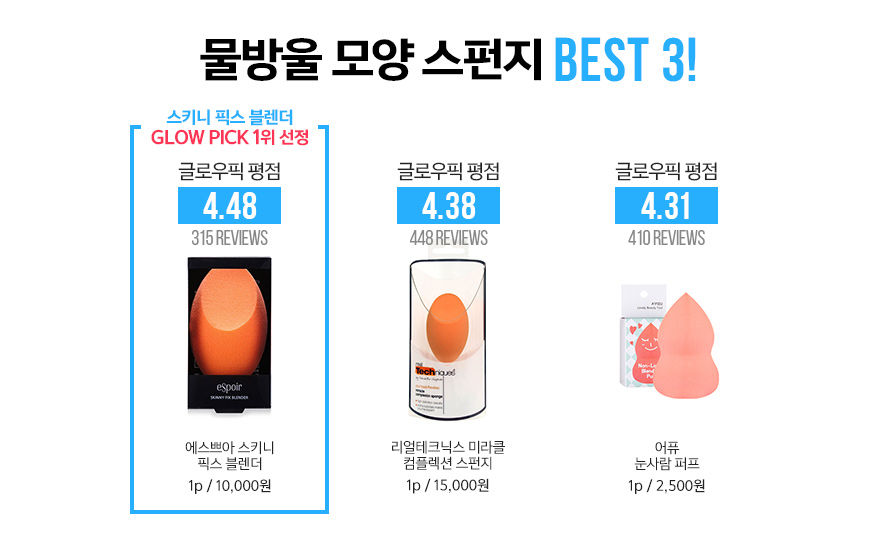 물방울 모양 스펀지 BEST 3!
스키니 픽스 블렌더
GLOW PICK 1위 선정
글로우픽 평점
4.48
315 REVIEWS
eSpoir
SKINNY FIX BLENDER
에스쁘아 스키니
픽스 블렌더
1p / 10,000원
글로우픽 평점
4.38
448 REVIEWS
real
Techniques
리얼테크닉스 미라클
컴플렉션 스펀지
1p / 15,000원
글로우픽 평점
4.31
410 REVIEWS
A'PIEU
어퓨
눈사람 퍼프
1p / 2,500원